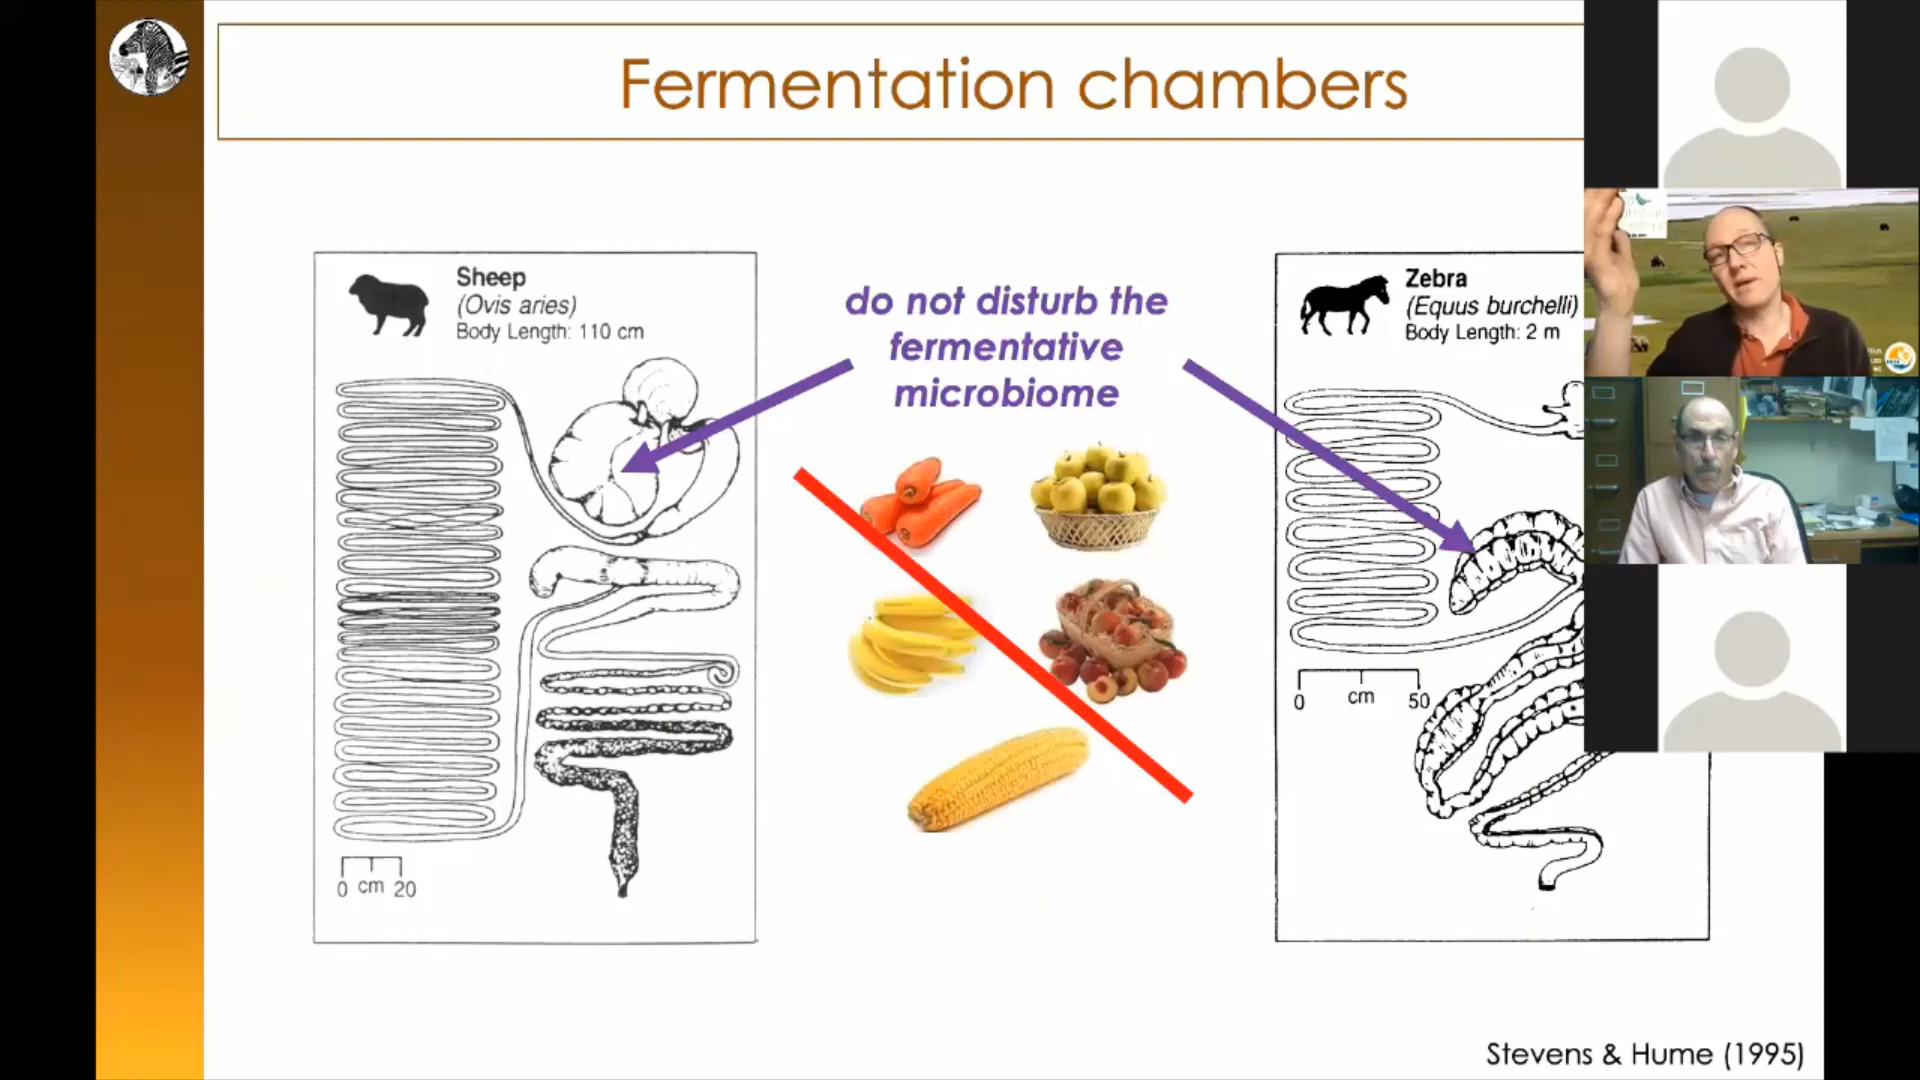 Fermentation chambers
Sheep
(Ovis aries)
Body Length: 110 cm
0 cm 20
do not disturb the
fermentative
microbiome
Zebra
(Equus burchelli)
Body Length: 2 m
0 cm 50
Stevens & Hume (1995)